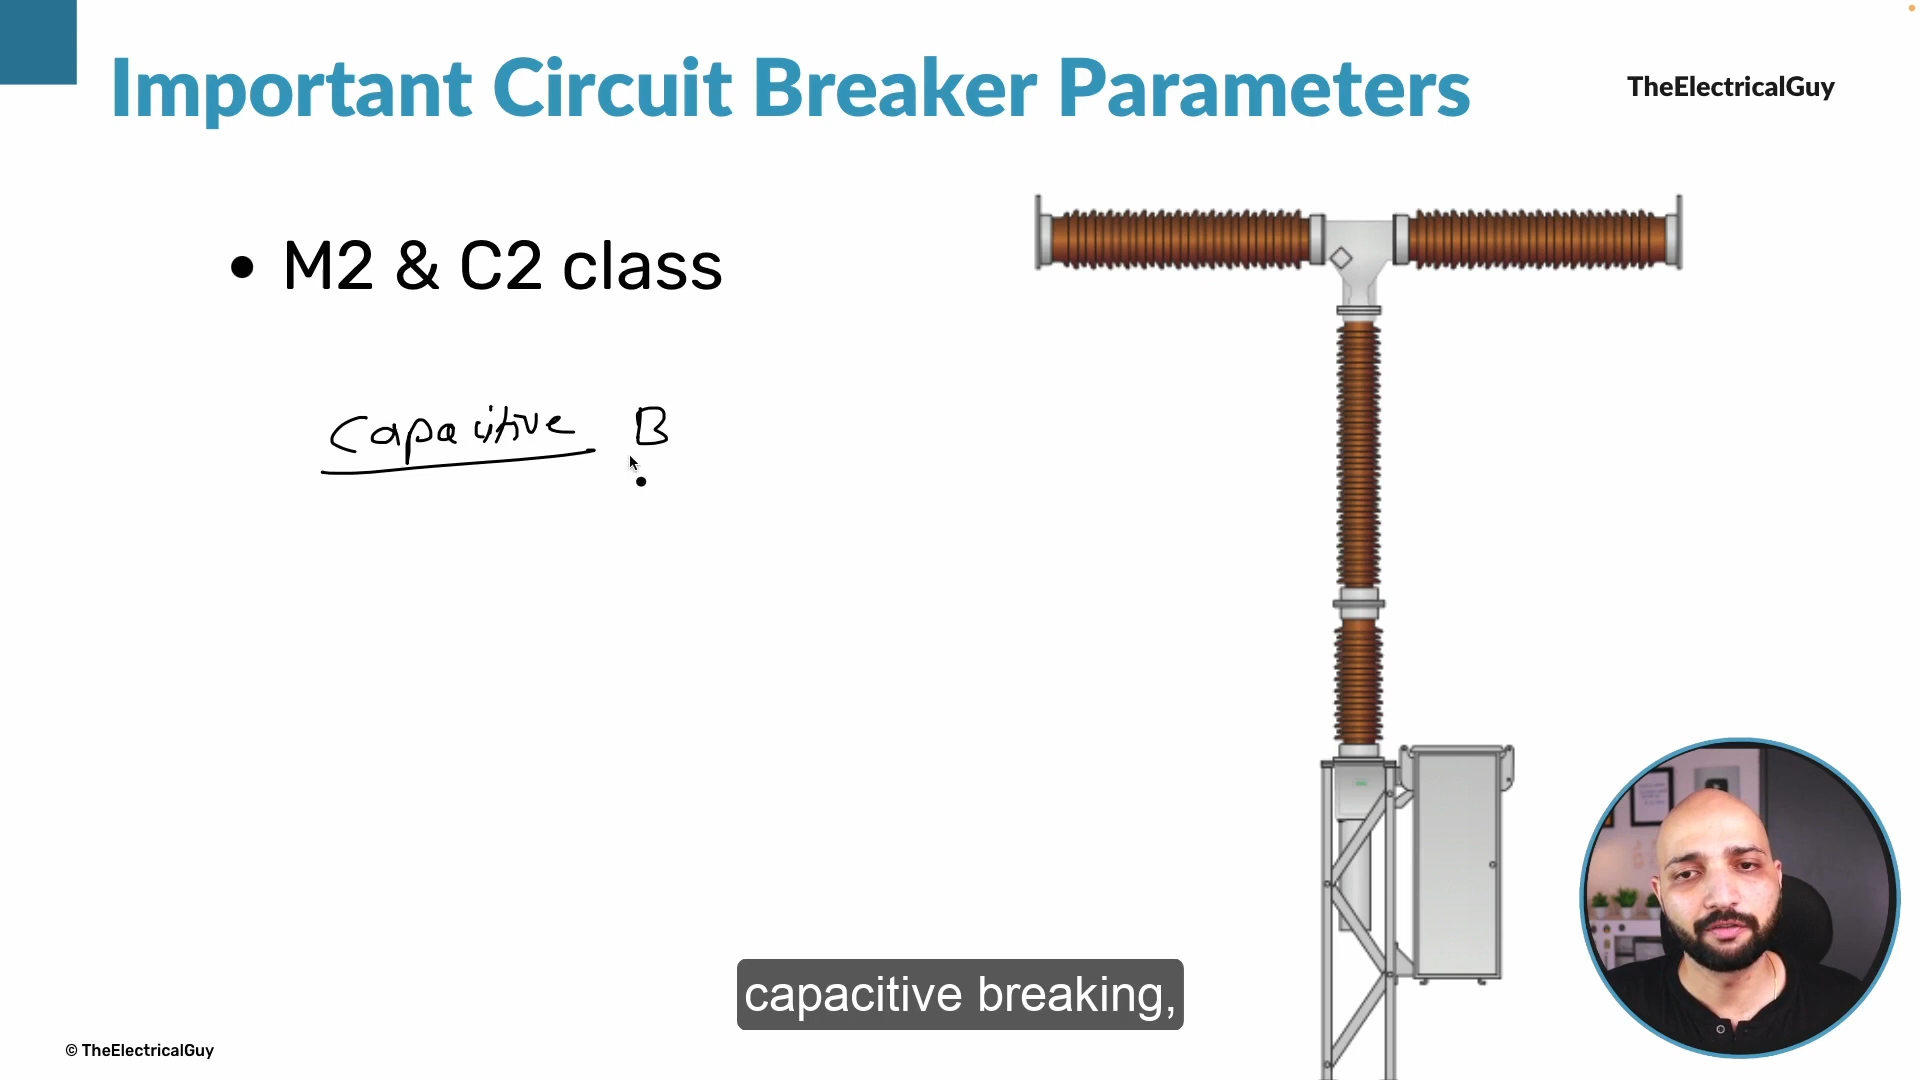 Important Circuit Breaker Parameters
TheElectricalGuy
• M2 & C2 class
Capacitive B
capacitive breaking,
© TheElectricalGuy